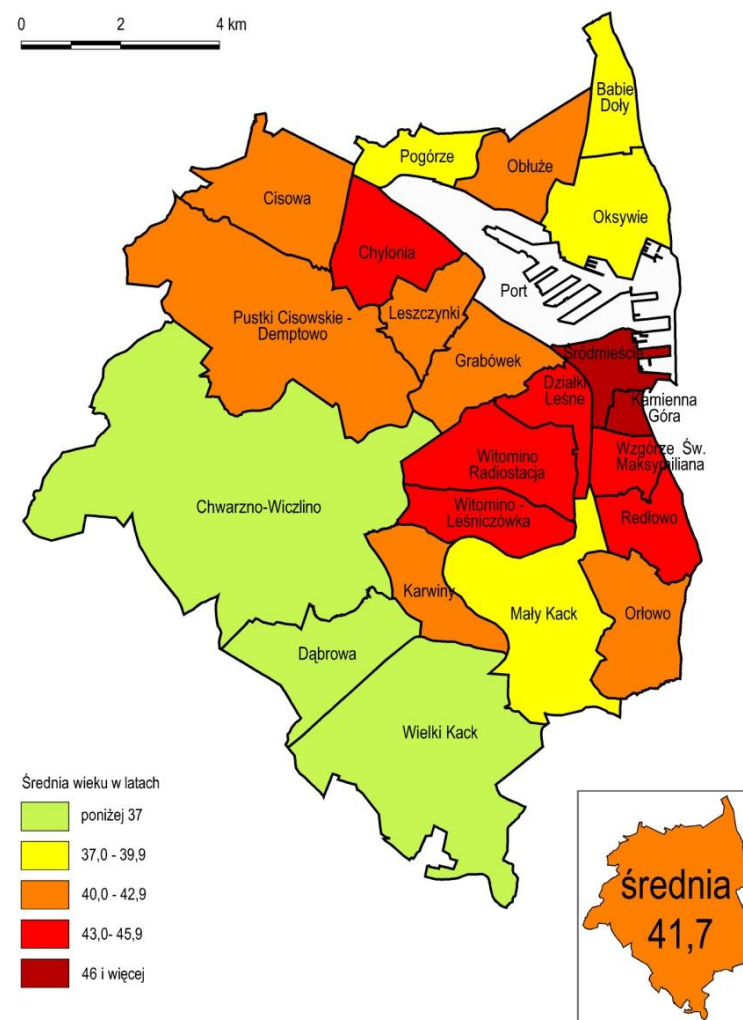 0 2 4 km
Babie
Doły
Pogórze
Obłuże
Cisowa
Oksywie
Chylonia
Port
Leszczynki
Pustki Cisowskie -
Demptowo
Grabówek
Śródmieście
Działki
Leśne
Kamienna
Góra
Witomino
Radiostacja
Wzgórze Św.
Maksymiliana
Chwarzno-Wiczlino
Witomino -
Leśniczówka
Redłowo
Karwiny
Mały Kack
Orłowo
Dąbrowa
Wielki Kack
Średnia wieku w latach
poniżej 37
37,0 - 39,9
40,0 - 42,9
43,0- 45,9
46 i więcej
średnia
41,7